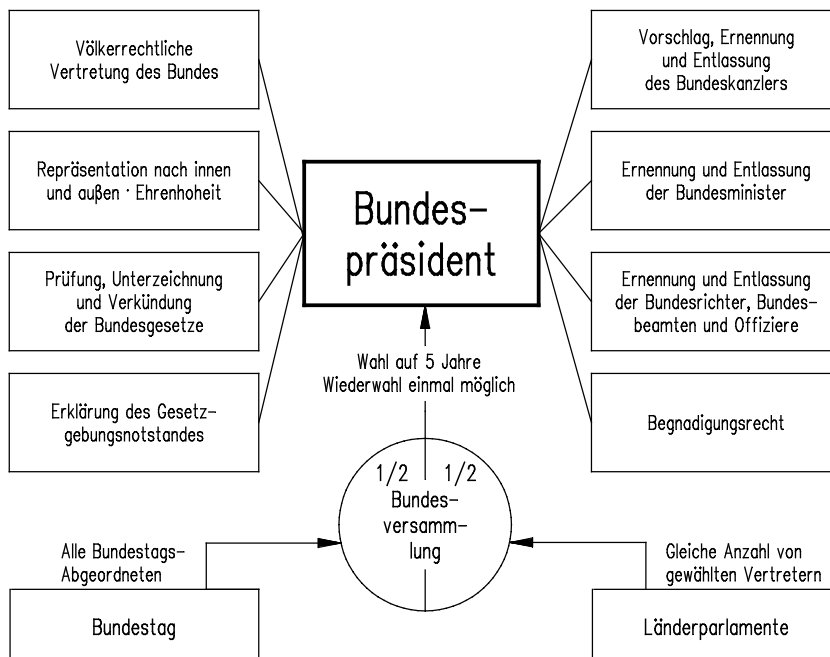 Völkerrechtliche
Vertretung des Bundes
Repräsentation nach innen
und außen · Ehrenhoheit
Prüfung, Unterzeichnung
und Verkündung
der Bundesgesetze
Erklärung des Gesetz-
gebungsnotstandes
Bundes-
präsident
Vorschlag, Ernennung
und Entlassung
des Bundeskanzlers
Ernennung und Entlassung
der Bundesminister
Ernennung und Entlassung
der Bundesrichter, Bundes-
beamten und Offiziere
Begnadigungsrecht
Wahl auf 5 Jahre
Wiederwahl einmal möglich
1/2 1/2
Bundes-
versamm-
lung
Alle Bundestags-
Abgeordneten
Bundestag
Gleiche Anzahl von
gewählten Vertretern
Länderparlamente